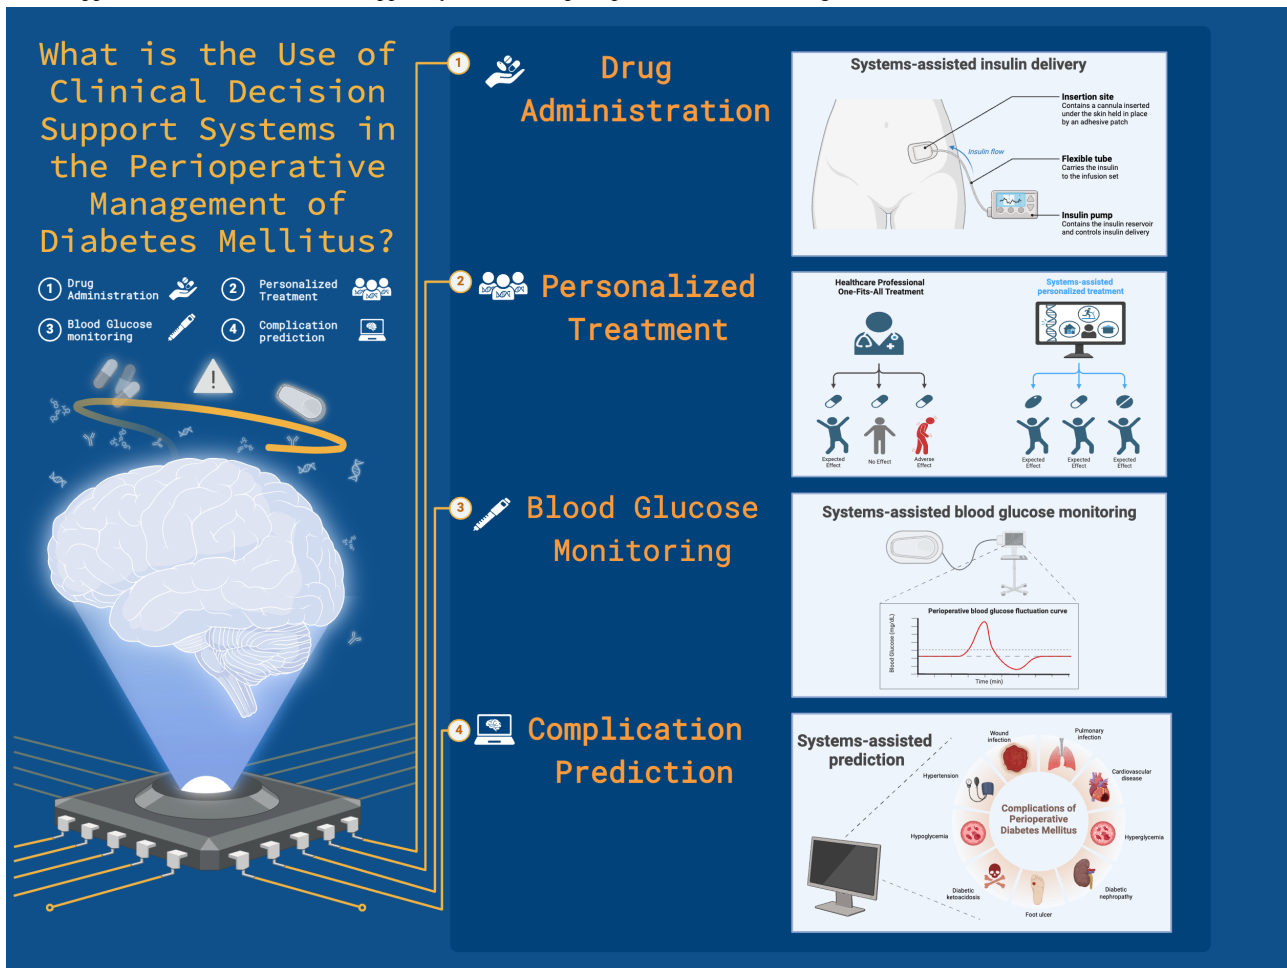 What is the Use of
Clinical Decision
Support Systems in
the Perioperative
Management of
Diabetes Mellitus?
1 Drug
Administration
2 Personalized
Treatment
3 Blood Glucose
monitoring
4 Complication
prediction
1 Drug
Administration
Systems-assisted insulin delivery
Insertion site
Contains a cannula inserted
under the skin held in place
by an adhesive patch
Insulin flow
Flexible tube
Carries the insulin
to the infusion set
Insulin pump
Contains the insulin reservoir
and controls insulin delivery
2 Personalized
Treatment
Healthcare Professional
One-Fits-All Treatment
Expected
Effect
No Effect
Adverse
Effect
Systems-assisted
personalized treatment
Expected
Effect
Expected
Effect
Expected
Effect
3 Blood Glucose
Monitoring
Systems-assisted blood glucose monitoring
Perioperative blood glucose fluctuation curve
Blood Glucose (mg/dL)
Time (min)
4 Complication
Prediction
Systems-assisted
prediction
Complications of
Perioperative
Diabetes Mellitus
Wound
infection
Pulmonary
infection
Cardiovascular
disease
Hyperglycemia
Diabetic
nephropathy
Foot ulcer
Diabetic
ketoacidosis
Hypoglycemia
Hypertension